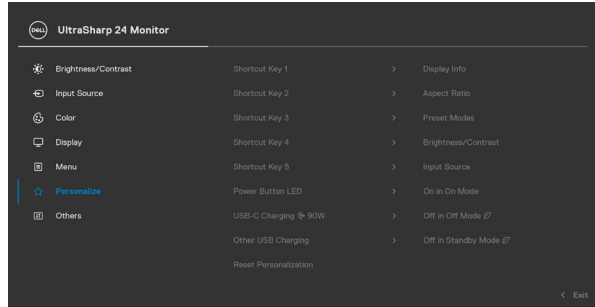 DELL UltraSharp 24 Monitor
Brightness/Contrast Shortcut Key 1 > Display Info
Input Source Shortcut Key 2 > Aspect Ratio
Color Shortcut Key 3 > Preset Modes
Display Shortcut Key 4 > Brightness/Contrast
Menu Shortcut Key 5 > Input Source
Personalize Power Button LED > On in On Mode
Others USB-C Charging 90W > Off in Off Mode
Other USB Charging > Off in Standby Mode
Reset Personalization
< Exit